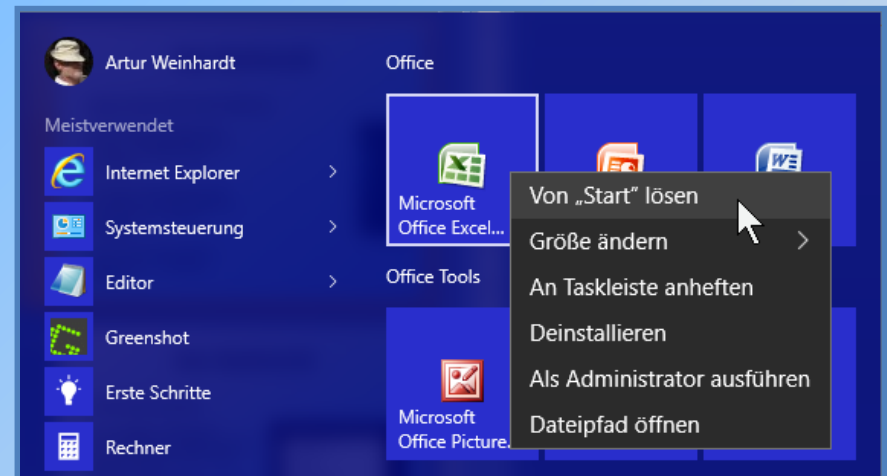 Artur Weinhardt
Meistverwendet
Internet Explorer
Systemsteuerung
Editor
Greenshot
Erste Schritte
Rechner
Office
Microsoft
Office Excel...
Office Tools
Microsoft
Office Picture
Von „Start“ lösen
Größe ändern
An Taskleiste anheften
Deinstallieren
Als Administrator ausführen
Dateipfad öffnen